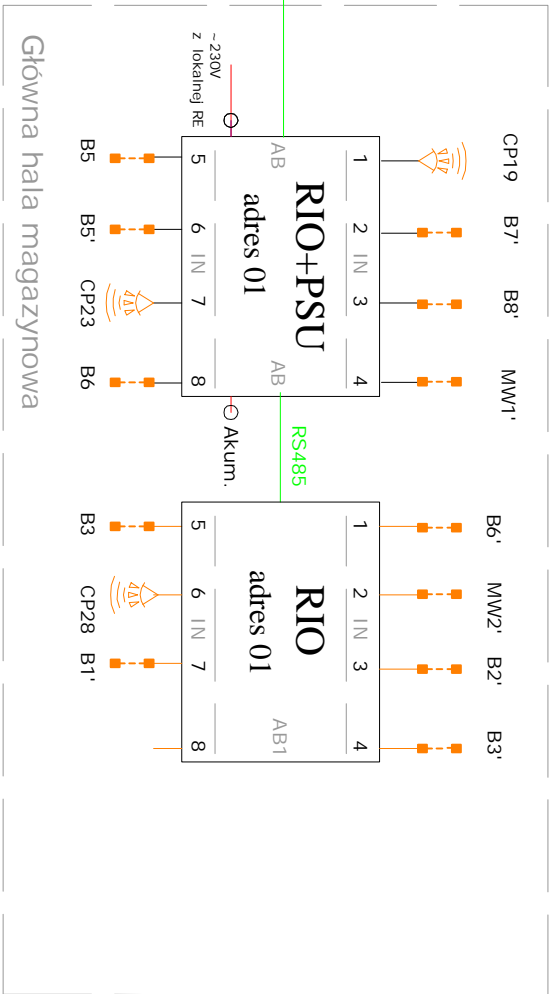 Główna hala magazynowa
~230V
z lokalnej RE
CP19
B7'
B8'
MW1'
1
2
IN
3
4
AB
RIO+PSU
adres 01
AB
5
6
IN
7
8
B5
B5'
CP23
B6
Akum.
RS485
B6'
MW2'
B2'
B3'
1
2
IN
3
4
RIO
adres 01
AB1
5
6
IN
7
8
B3
CP28
B1'